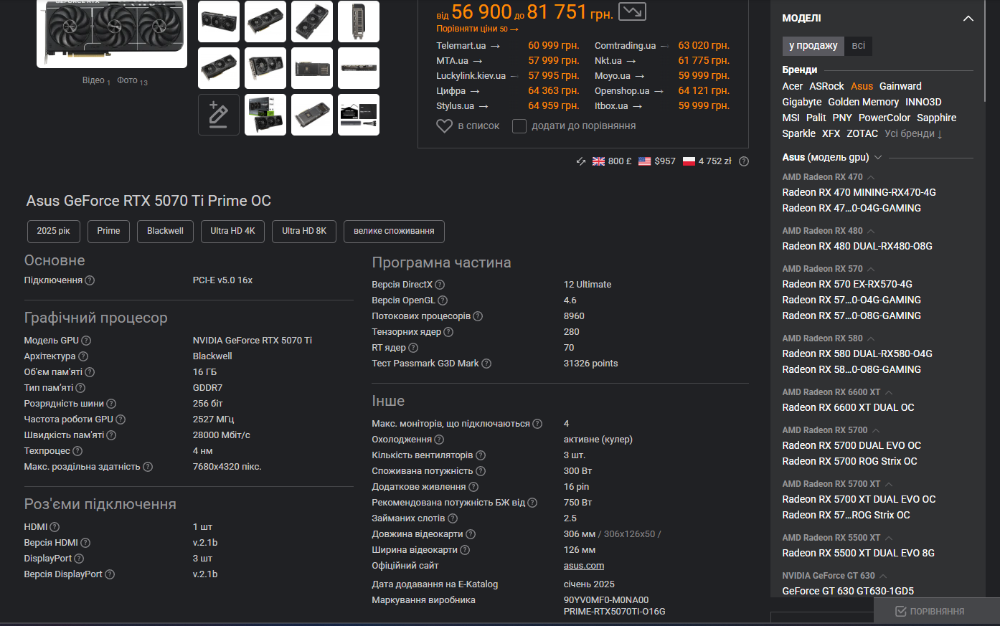 GEFORCE RTX
Відео 1 Фото 13
від 56 900 до 81 751 грн.
Порівняти ціни 50 →
Telemart.ua → 60 999 грн. Comtrading.ua → 63 020 грн.
MTA.ua → 57 999 грн. Nkt.ua → 61 775 грн.
Luckylink.kiev.ua → 57 995 грн. Moyo.ua → 59 999 грн.
Цифра → 64 363 грн. Openshop.ua → 64 121 грн.
Stylus.ua → 64 959 грн. Itbox.ua → 59 999 грн.
в список додати до порівняння
800 £ $957 4 752 zł ?
Asus GeForce RTX 5070 Ti Prime OC
2025 рік Prime Blackwell Ultra HD 4K Ultra HD 8K велике споживання
Основне
Підключення ? PCI-E v5.0 16x
Графічний процесор
Модель GPU ? NVIDIA GeForce RTX 5070 Ti
Архітектура ? Blackwell
Об'єм пам'яті ? 16 ГБ
Тип пам'яті ? GDDR7
Розрядність шини ? 256 біт
Частота роботи GPU ? 2527 МГц
Швидкість пам'яті ? 28000 Мбіт/с
Техпроцес ? 4 нм
Макс. роздільна здатність ? 7680x4320 пікс.
Роз'єми підключення
HDMI ? 1 шт
Версія HDMI ? v.2.1b
DisplayPort ? 3 шт
Версія DisplayPort ? v.2.1b
Програмна частина
Версія DirectX ? 12 Ultimate
Версія OpenGL ? 4.6
Потокових процесорів ? 8960
Тензорних ядер ? 280
RT ядер ? 70
Тест Passmark G3D Mark ? 31326 points
Інше
Макс. моніторів, що підключаються ? 4
Охолодження ? активне (кулер)
Кількість вентиляторів ? 3 шт.
Споживана потужність ? 300 Вт
Додаткове живлення ? 16 pin
Рекомендована потужність БЖ від ? 750 Вт
Займаних слотів ? 2.5
Довжина відеокарти ? 306 мм / 306x126x50 /
Ширина відеокарти ? 126 мм
Офіційний сайт asus.com
Дата додавання на E-Katalog січень 2025
Маркування виробника 90YV0MF0-M0NA00
PRIME-RTX5070TI-O16G
МОДЕЛІ
у продажу всі
Бренди
Acer ASRock Asus Gainward
Gigabyte Golden Memory INNO3D
MSI Palit PNY PowerColor Sapphire
Sparkle XFX ZOTAC Усі бренди ↓
Asus (модель gpu)
AMD Radeon RX 470
Radeon RX 470 MINING-RX470-4G
Radeon RX 47...0-O4G-GAMING
AMD Radeon RX 480
Radeon RX 480 DUAL-RX480-O8G
AMD Radeon RX 570
Radeon RX 570 EX-RX570-4G
Radeon RX 57...0-O4G-GAMING
Radeon RX 57...0-O8G-GAMING
AMD Radeon RX 580
Radeon RX 580 DUAL-RX580-O4G
Radeon RX 58...0-O8G-GAMING
AMD Radeon RX 6600 XT
Radeon RX 6600 XT DUAL OC
AMD Radeon RX 5700
Radeon RX 5700 DUAL EVO OC
Radeon RX 5700 ROG Strix OC
AMD Radeon RX 5700 XT
Radeon RX 5700 XT DUAL EVO OC
Radeon RX 57...ROG Strix OC
AMD Radeon RX 5500 XT
Radeon RX 5500 XT DUAL EVO 8G
NVIDIA GeForce GT 630
GeForce GT 630 GT630-1GD5
ПОРІВНЯННЯ